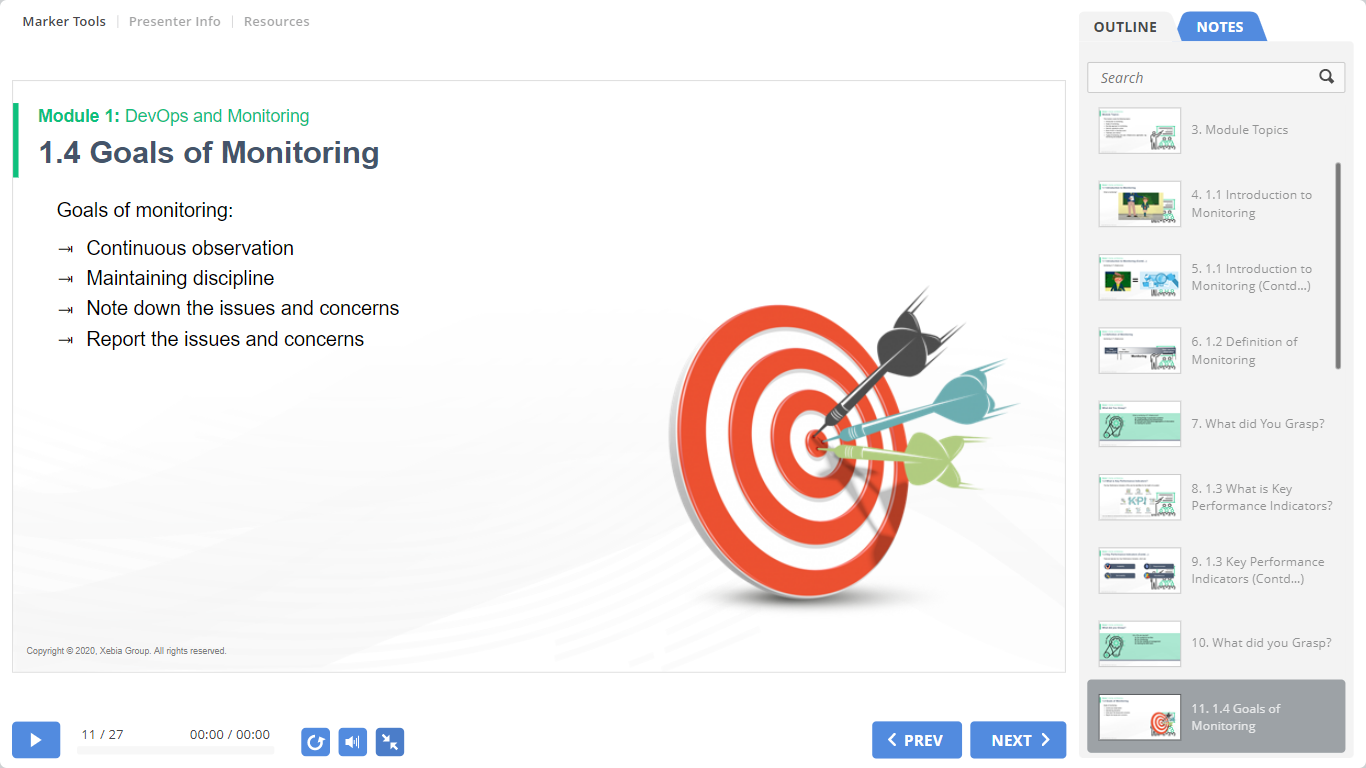 Marker Tools
Presenter Info
Resources
OUTLINE
NOTES
Search
Module 1: DevOps and Monitoring
1.4 Goals of Monitoring
Goals of monitoring:
→ Continuous observation
→ Maintaining discipline
→ Note down the issues and concerns
→ Report the issues and concerns
Copyright © 2020, Xebia Group. All rights reserved.
3. Module Topics
4. 1.1 Introduction to
Monitoring
5. 1.1 Introduction to
Monitoring (Contd...)
6. 1.2 Definition of
Monitoring
7. What did You Grasp?
8. 1.3 What is Key
Performance Indicators?
9. 1.3 Key Performance
Indicators (Contd...)
10. What did you Grasp?
11. 1.4 Goals of
Monitoring
11 / 27
00:00 / 00:00
PREV
NEXT